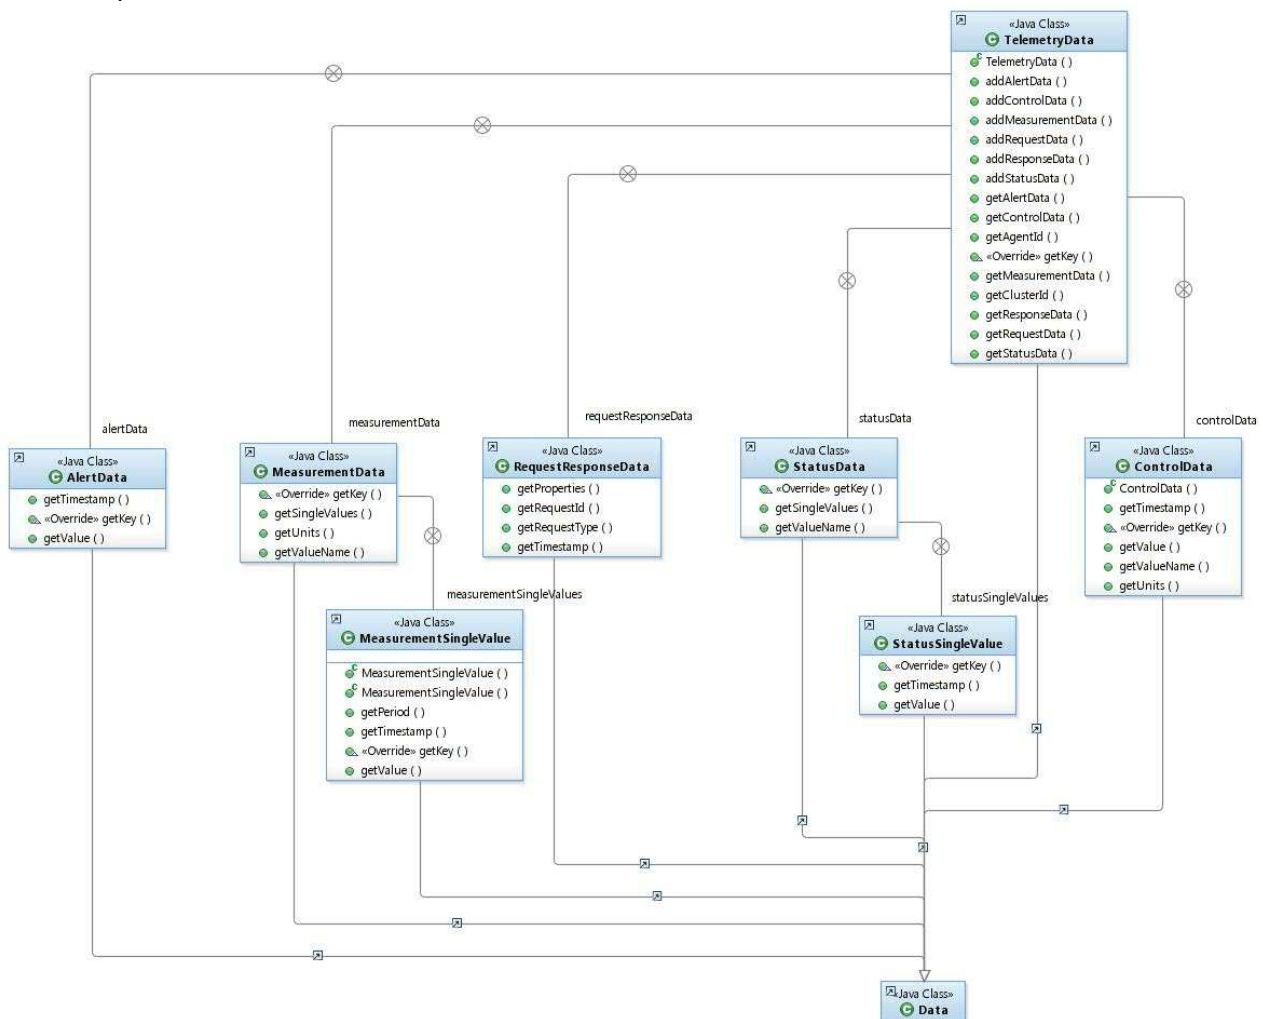 «Java Class»
TelemetryData
TelemetryData ( )
addAlertData ( )
addControlData ( )
addMeasurementData ( )
addRequestData ( )
addResponseData ( )
addStatusData ( )
getAlertData ( )
getControlData ( )
getAgentId ( )
«Override» getKey ( )
getMeasurementData ( )
getClusterId ( )
getResponseData ( )
getRequestData ( )
getStatusData ( )
alertData
measurementData
requestResponseData
statusData
controlData
«Java Class»
AlertData
getTimestamp ( )
«Override» getKey ( )
getValue ( )
«Java Class»
MeasurementData
«Override» getKey ( )
getSingleValues ( )
getUnits ( )
getValueName ( )
«Java Class»
RequestResponseData
getProperties ( )
getRequestId ( )
getRequestType ( )
getTimestamp ( )
«Java Class»
StatusData
«Override» getKey ( )
getSingleValues ( )
getValueName ( )
«Java Class»
ControlData
ControlData ( )
getTimestamp ( )
«Override» getKey ( )
getValue ( )
getValueName ( )
getUnits ( )
measurementSingleValues
statusSingleValues
«Java Class»
MeasurementSingleValue
MeasurementSingleValue ( )
MeasurementSingleValue ( )
getPeriod ( )
getTimestamp ( )
«Override» getKey ( )
getValue ( )
«Java Class»
StatusSingleValue
«Override» getKey ( )
getTimestamp ( )
getValue ( )
«Java Class»
Data